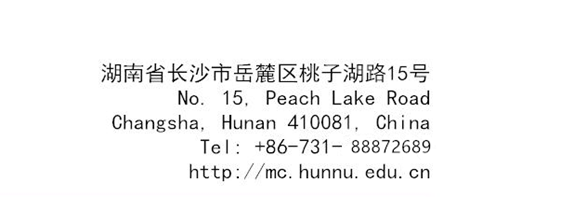 湖南省长沙市岳麓区桃子湖路15号
No. 15, Peach Lake Road
Changsha, Hunan 410081, China
Tel: +86-731- 88872689
http://mc.hunnu.edu.cn